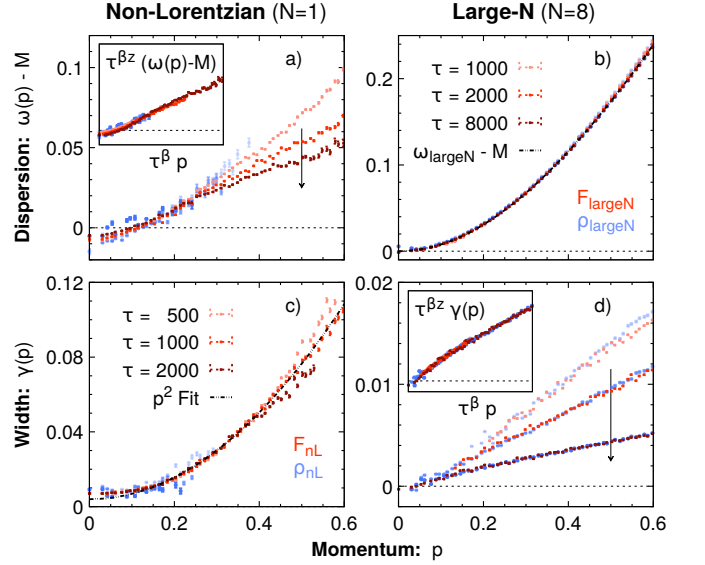 Non-Lorentzian (N=1)
Large-N (N=8)
Dispersion: ω(p) - M
0.1
0.05
0
τ^βz (ω(p)-M)
τ^β p
a)
0.2
0.1
0
b)
τ = 1000
τ = 2000
τ = 8000
ω_largeN - M
F_largeN
ρ_largeN
Width: γ(p)
0.12
0.08
0.04
0
c)
τ = 500
τ = 1000
τ = 2000
p² Fit
F_nL
ρ_nL
0 0.2 0.4 0.6
0.02
0.01
0
τ^βz γ(p)
τ^β p
d)
0 0.2 0.4 0.6
Momentum: p